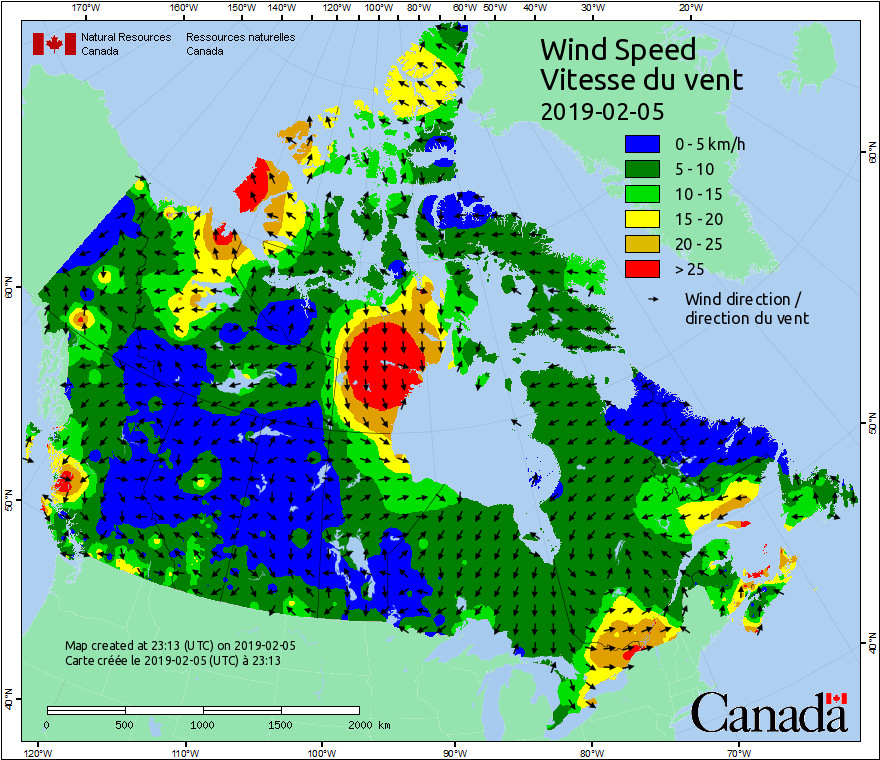 170°W 160°W 150°W 140°W 130°W 120°W 110°W 100°W 90°W 80°W 60°W 50°W 40°W 30°W 20°W
Natural Resources Canada
Ressources naturelles Canada
Wind Speed
Vitesse du vent
2019-02-05
0 - 5 km/h
5 - 10
10 - 15
15 - 20
20 - 25
> 25
Wind direction /
direction du vent
60°N
60°N
50°N
50°N
40°N
40°N
Map created at 23:13 (UTC) on 2019-02-05
Carte créée le 2019-02-05 (UTC) à 23:13
0 500 1000 1500 2000 km
Canada
120°W 110°W 100°W 90°W 80°W 70°W